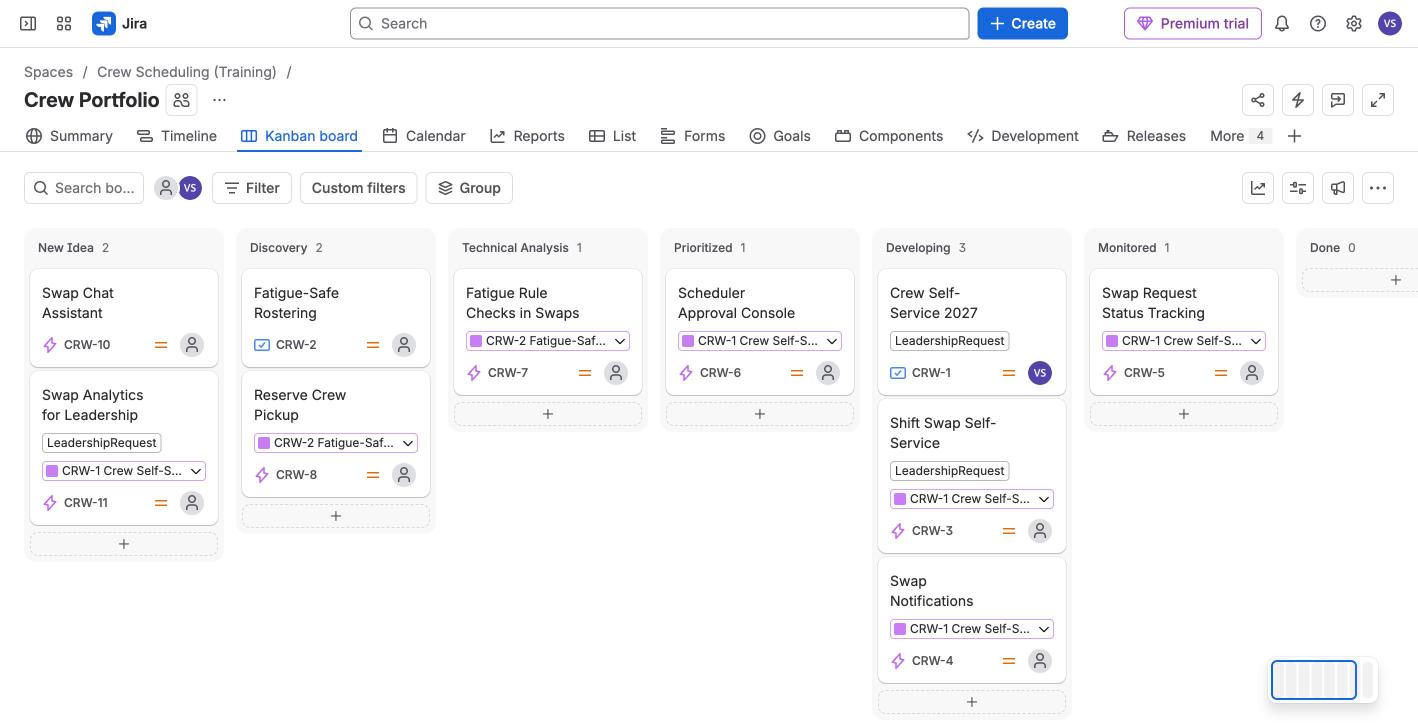 Jira
Search
Create
Premium trial
VS
Spaces / Crew Scheduling (Training) /
Crew Portfolio
Summary
Timeline
Kanban board
Calendar
Reports
List
Forms
Goals
Components
Development
Releases
More 4
Search bo...
VS
Filter
Custom filters
Group
New Idea 2
Swap Chat
Assistant
CRW-10
Swap Analytics
for Leadership
LeadershipRequest
CRW-1 Crew Self-S...
CRW-11
Discovery 2
Fatigue-Safe
Rostering
CRW-2
Reserve Crew
Pickup
CRW-2 Fatigue-Saf...
CRW-8
Technical Analysis 1
Fatigue Rule
Checks in Swaps
CRW-2 Fatigue-Saf...
CRW-7
Prioritized 1
Scheduler
Approval Console
CRW-1 Crew Self-S...
CRW-6
Developing 3
Crew Self-
Service 2027
LeadershipRequest
CRW-1
VS
Shift Swap Self-
Service
LeadershipRequest
CRW-1 Crew Self-S...
CRW-3
Swap
Notifications
CRW-1 Crew Self-S...
CRW-4
Monitored 1
Swap Request
Status Tracking
CRW-1 Crew Self-S...
CRW-5
Done 0